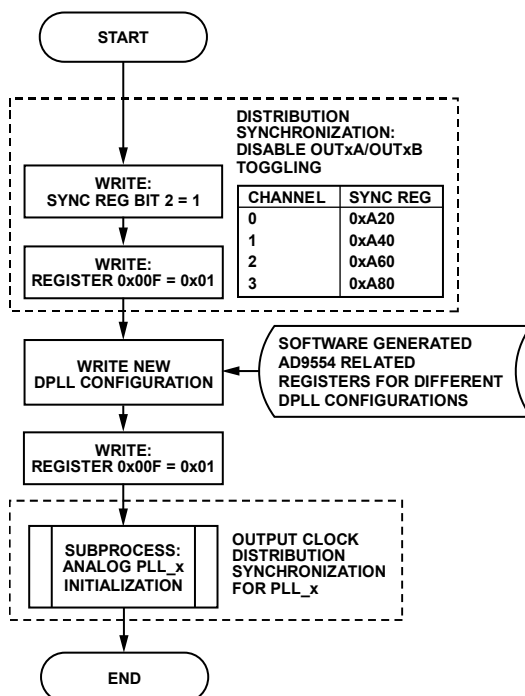 START
DISTRIBUTION
SYNCHRONIZATION:
DISABLE OUTxA/OUTxB
TOGGLING
WRITE:
SYNC REG BIT 2 = 1
CHANNEL SYNC REG
0 0xA20
1 0xA40
2 0xA60
3 0xA80
WRITE:
REGISTER 0x00F = 0x01
WRITE NEW
DPLL CONFIGURATION
SOFTWARE GENERATED
AD9554 RELATED
REGISTERS FOR DIFFERENT
DPLL CONFIGURATIONS
WRITE:
REGISTER 0x00F = 0x01
SUBPROCESS:
ANALOG PLL_x
INITIALIZATION
OUTPUT CLOCK
DISTRIBUTION
SYNCHRONIZATION
FOR PLL_x
END